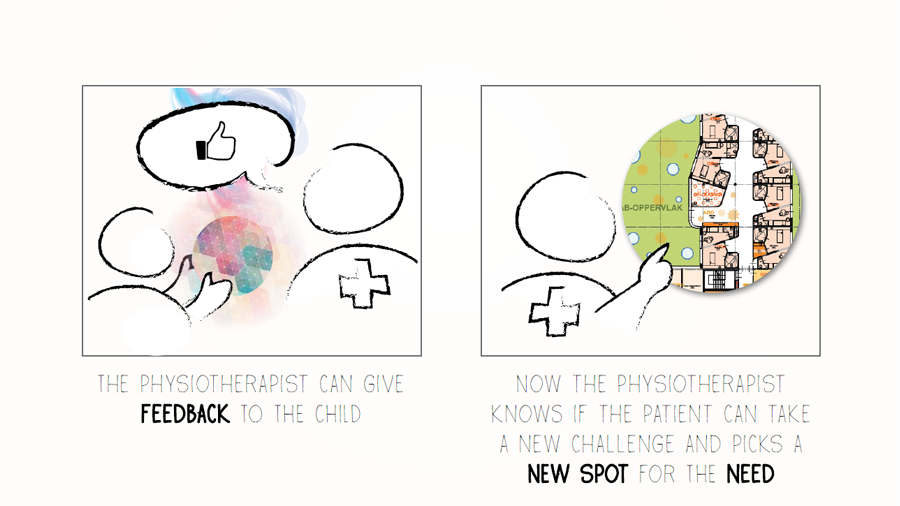 AB-OPPERVLAK
THE PHYSIOTHERAPIST CAN GIVE
FEEDBACK TO THE CHILD
NOW THE PHYSIOTHERAPIST
KNOWS IF THE PATIENT CAN TAKE
A NEW CHALLENGE AND PICKS A
NEW SPOT FOR THE NEED